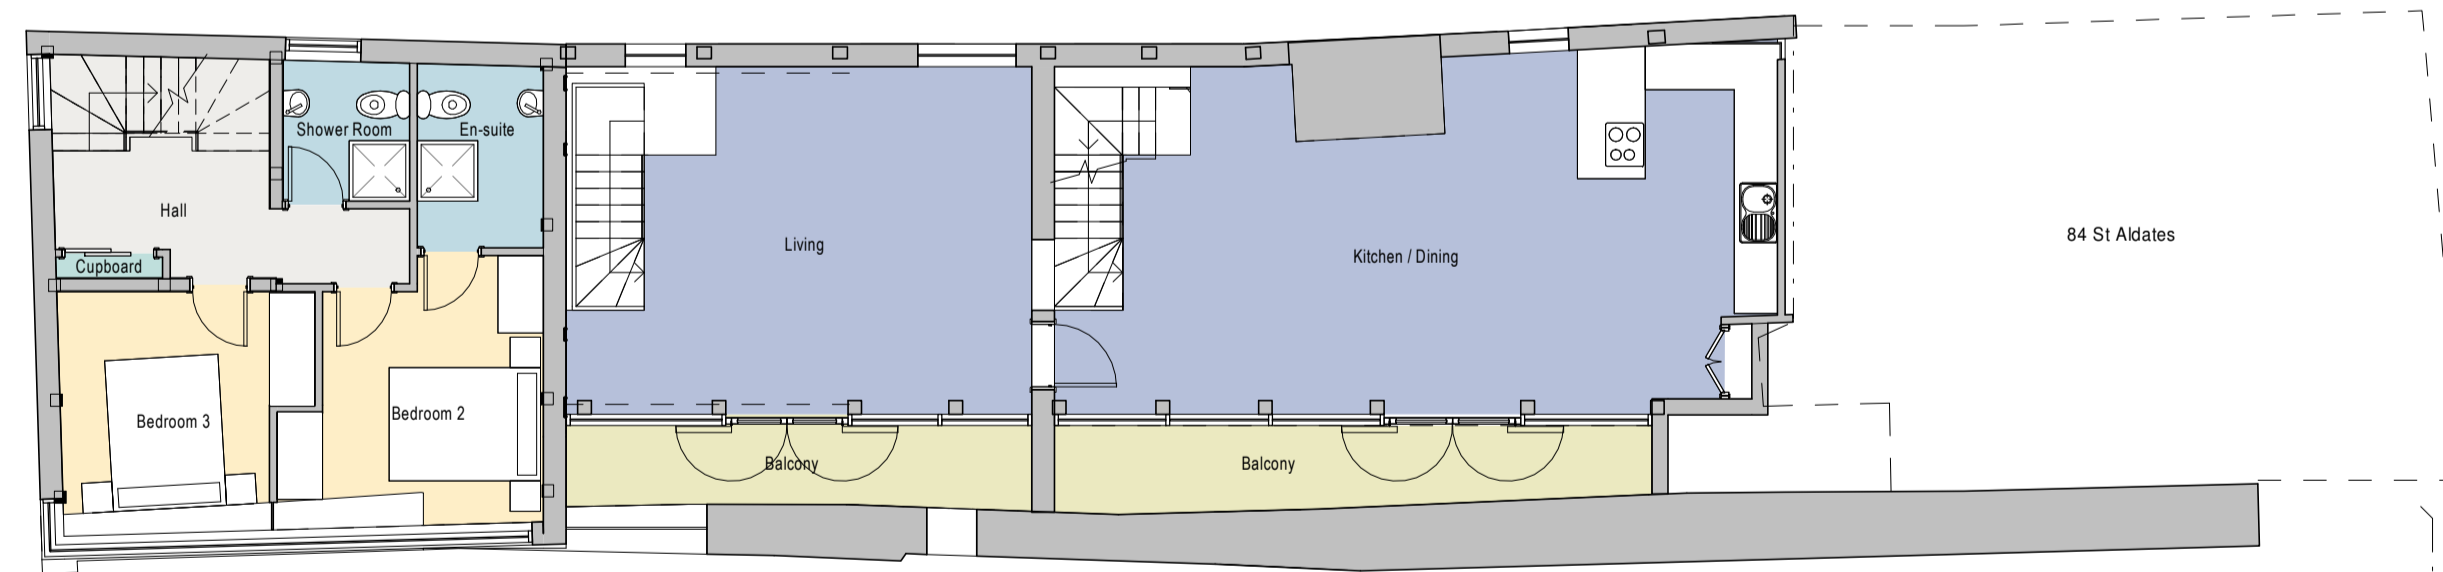 Shower Room
En-suite
Hall
Cupboard
Living
Kitchen / Dining
84 St Aldates
Bedroom 3
Bedroom 2
Balcony
Balcony